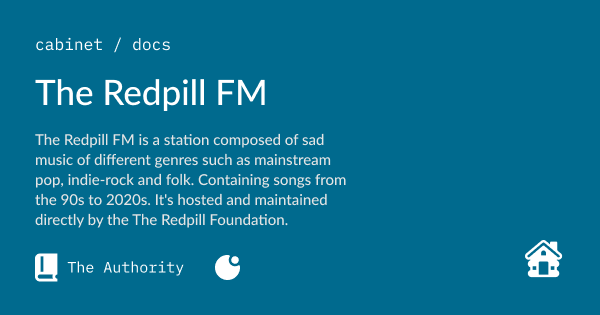 cabinet / docs
The Redpill FM
The Redpill FM is a station composed of sad
music of different genres such as mainstream
pop, indie-rock and folk. Containing songs from
the 90s to 2020s. It's hosted and maintained
directly by the The Redpill Foundation.
The Authority